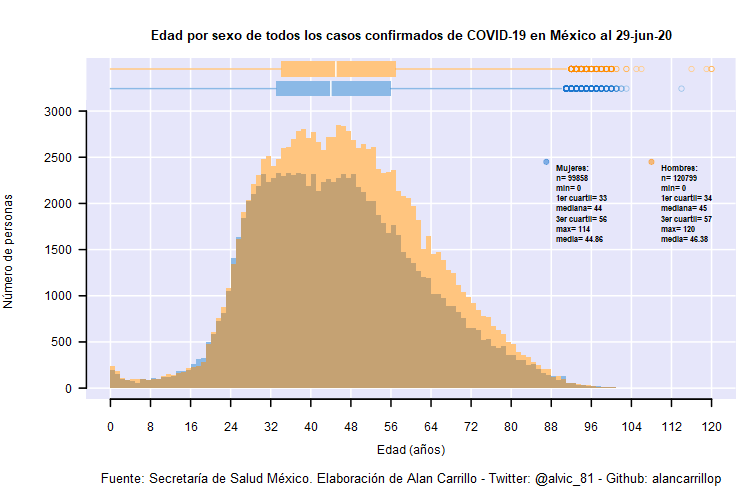 Edad por sexo de todos los casos confirmados de COVID-19 en México al 29-jun-20
3000
2500
2000
1500
1000
500
0
Número de personas
Mujeres:
n= 99858
min= 0
1er cuartil= 33
mediana= 44
3er cuartil= 56
max= 114
media= 44.86
Hombres:
n= 120799
min= 0
1er cuartil= 34
mediana= 45
3er cuartil= 57
max= 120
media= 46.38
0 8 16 24 32 40 48 56 64 72 80 88 96 104 112 120
Edad (años)
Fuente: Secretaría de Salud México. Elaboración de Alan Carrillo - Twitter: @alvic_81 - Github: alancarrillop